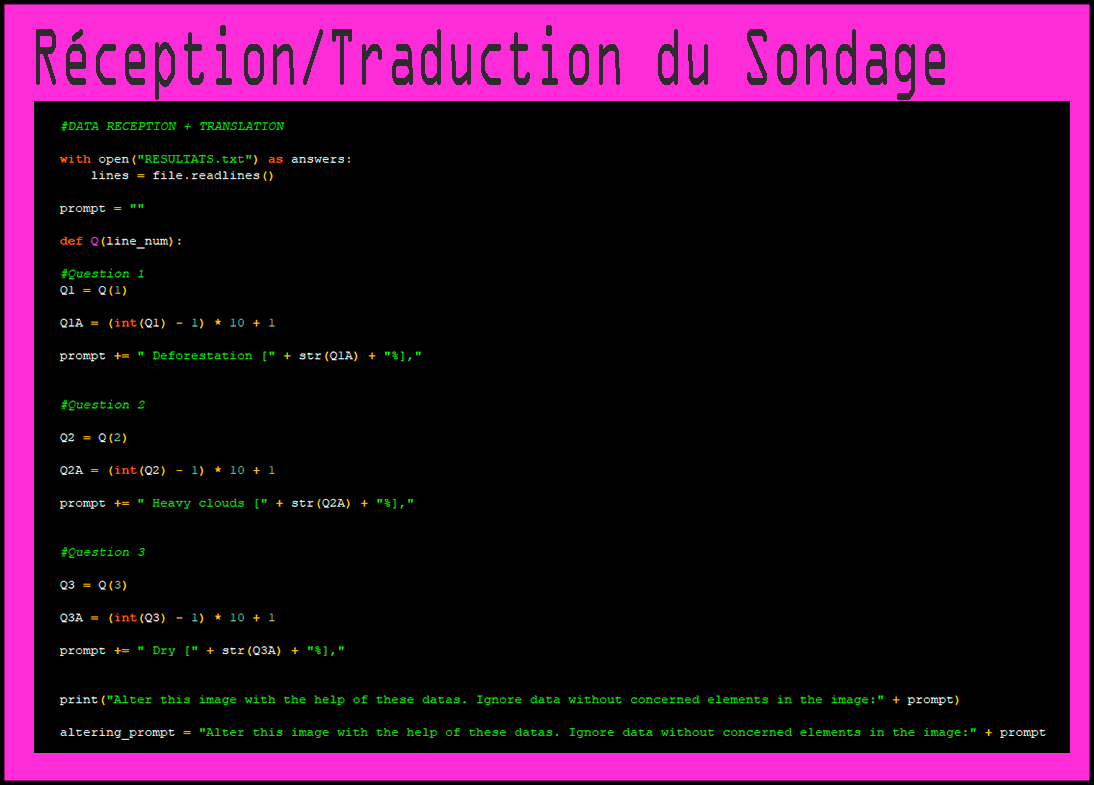 Réception/Traduction du Sondage
#DATA RECEPTION + TRANSLATION
with open("RESULTATS.txt") as answers:
    lines = file.readlines()
prompt = ""
def Q(line_num):
#Question 1
Q1 = Q(1)
Q1A = (int(Q1) - 1) * 10 + 1
prompt += " Deforestation [" + str(Q1A) + "%],"
#Question 2
Q2 = Q(2)
Q2A = (int(Q2) - 1) * 10 + 1
prompt += " Heavy clouds [" + str(Q2A) + "%],"
#Question 3
Q3 = Q(3)
Q3A = (int(Q3) - 1) * 10 + 1
prompt += " Dry [" + str(Q3A) + "%],"
print("Alter this image with the help of these datas. Ignore data without concerned elements in the image:" + prompt)
altering_prompt = "Alter this image with the help of these datas. Ignore data without concerned elements in the image:" + prompt